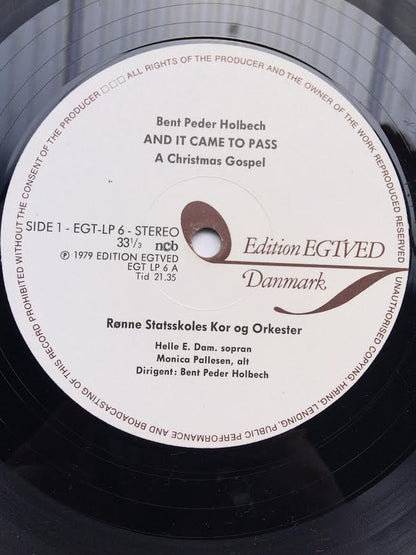 ALL RIGHTS OF THE PRODUCER AND THE OWNER OF THE WORK REPRODUCED RESERVED
UNAUTHORISED COPYING, HIRING, LENDING, PUBLIC PERFORMANCE AND BROADCASTING OF THIS RECORD PROHIBITED WITHOUT THE CONSENT OF THE PRODUCER
Bent Peder Holbech
AND IT CAME TO PASS
A Christmas Gospel
SIDE 1 - EGT-LP 6 - STEREO
33 1/3 ncb
℗ 1979 EDITION EGTVED
EGT LP 6 A
Tid 21.35
Edition EGTVED
Danmark
Rønne Statsskoles Kor og Orkester
Helle E. Dam. sopran
Monica Pallesen, alt
Dirigent: Bent Peder Holbech